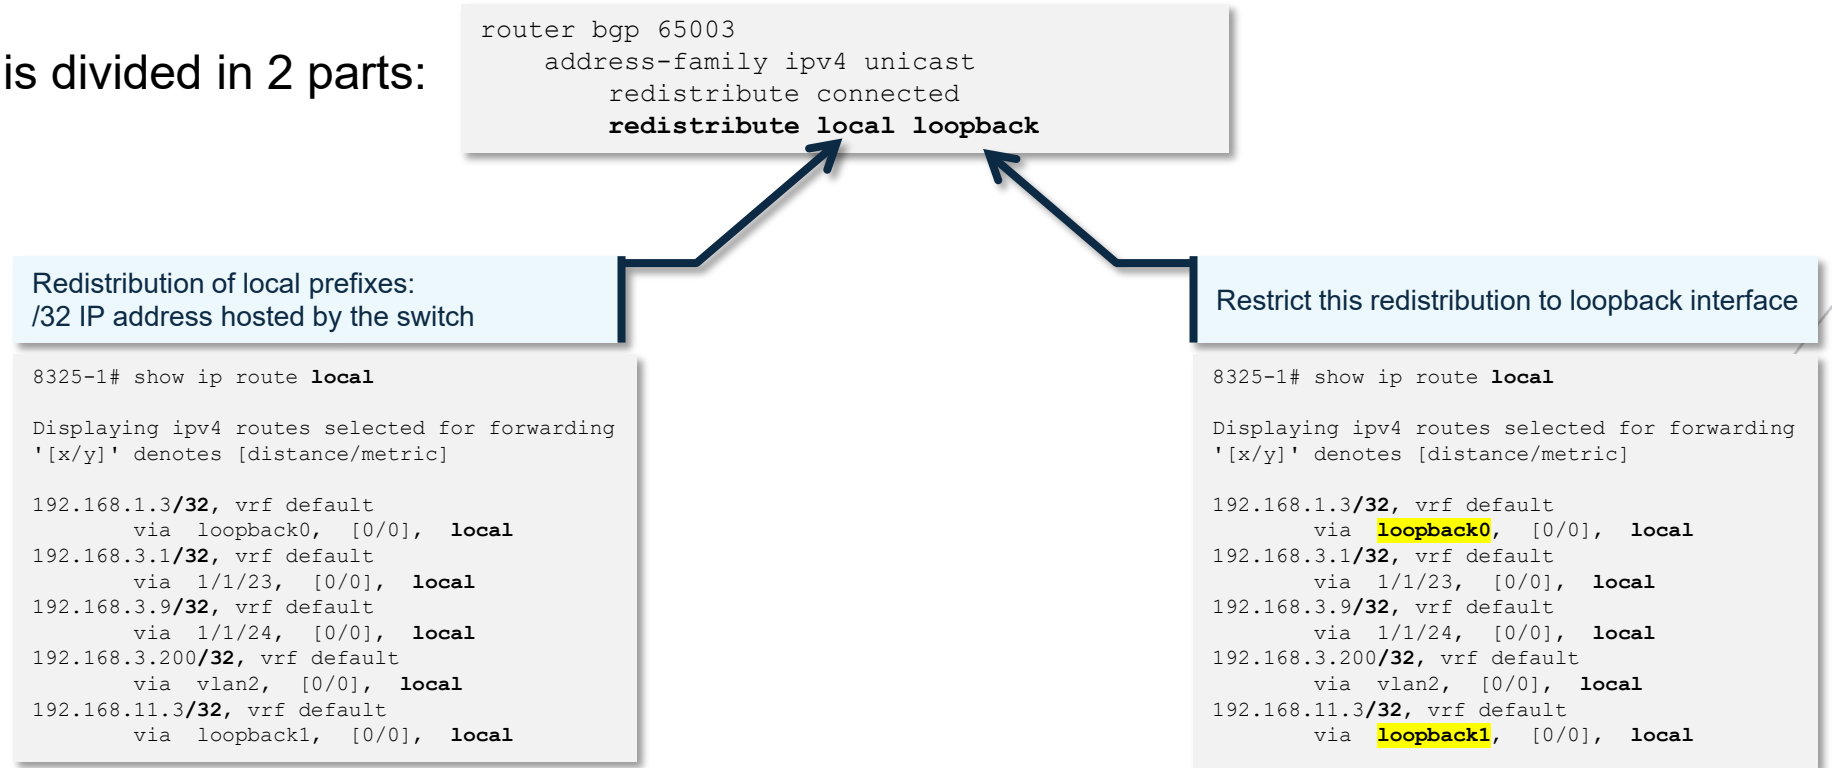 is divided in 2 parts:
router bgp 65003
    address-family ipv4 unicast
        redistribute connected
        redistribute local loopback
Redistribution of local prefixes:
/32 IP address hosted by the switch
8325-1# show ip route local
Displaying ipv4 routes selected for forwarding
'[x/y]' denotes [distance/metric]
192.168.1.3/32, vrf default
        via  loopback0,  [0/0],  local
192.168.3.1/32, vrf default
        via  1/1/23,  [0/0],  local
192.168.3.9/32, vrf default
        via  1/1/24,  [0/0],  local
192.168.3.200/32, vrf default
        via  vlan2,  [0/0],  local
192.168.11.3/32, vrf default
        via  loopback1,  [0/0],  local
Restrict this redistribution to loopback interface
8325-1# show ip route local
Displaying ipv4 routes selected for forwarding
'[x/y]' denotes [distance/metric]
192.168.1.3/32, vrf default
        via  loopback0,  [0/0],  local
192.168.3.1/32, vrf default
        via  1/1/23,  [0/0],  local
192.168.3.9/32, vrf default
        via  1/1/24,  [0/0],  local
192.168.3.200/32, vrf default
        via  vlan2,  [0/0],  local
192.168.11.3/32, vrf default
        via  loopback1,  [0/0],  local